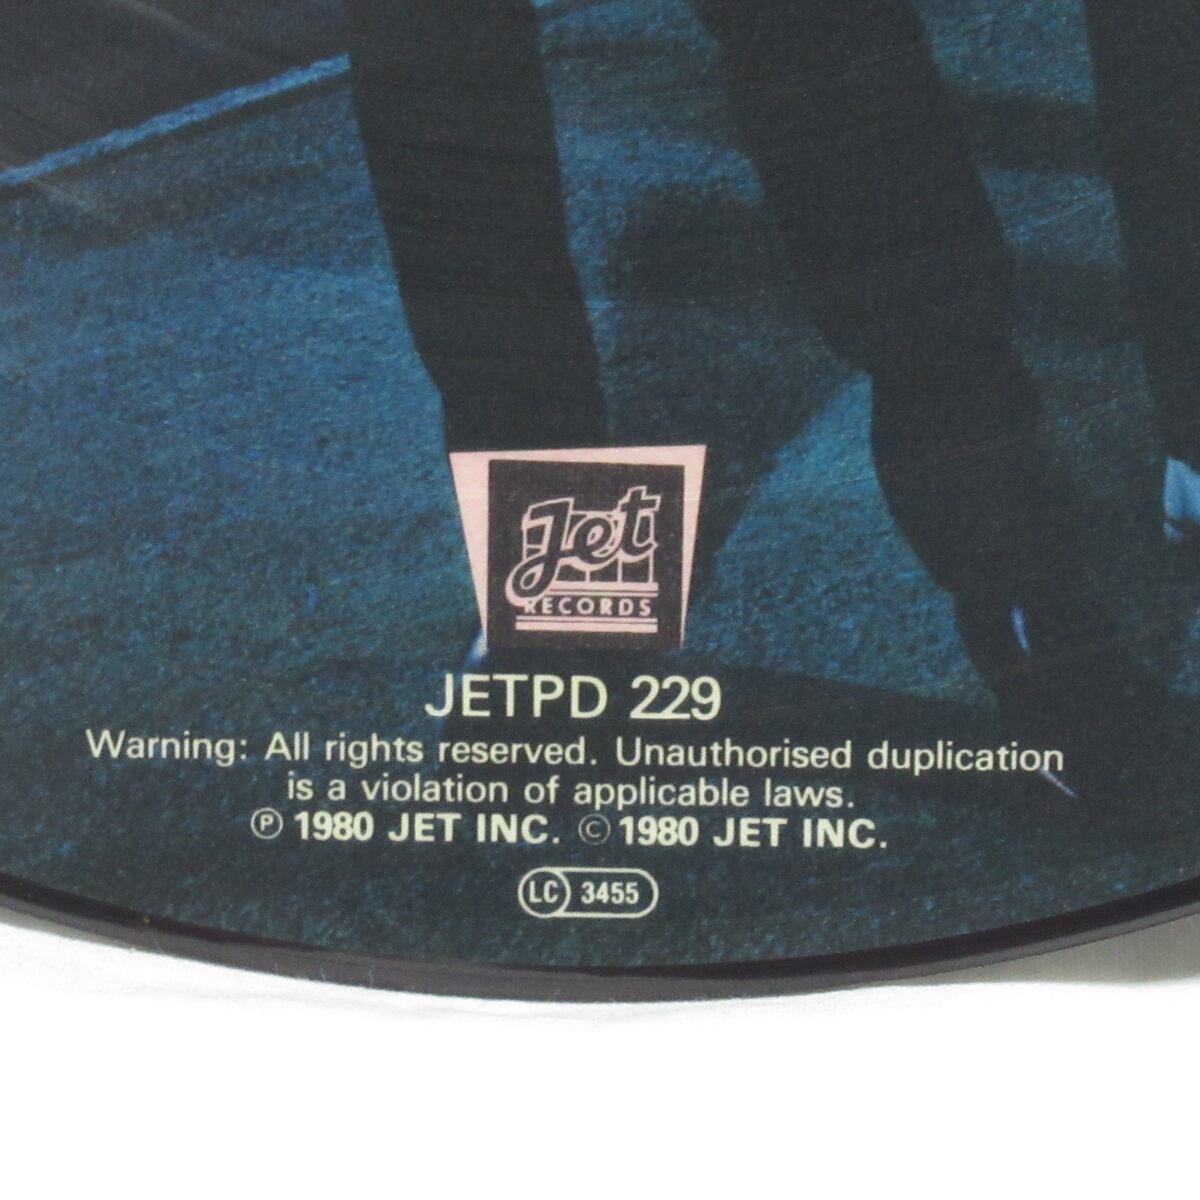 Jet
RECORDS
JETPD 229
Warning: All rights reserved. Unauthorised duplication
is a violation of applicable laws.
℗ 1980 JET INC. © 1980 JET INC.
LC 3455